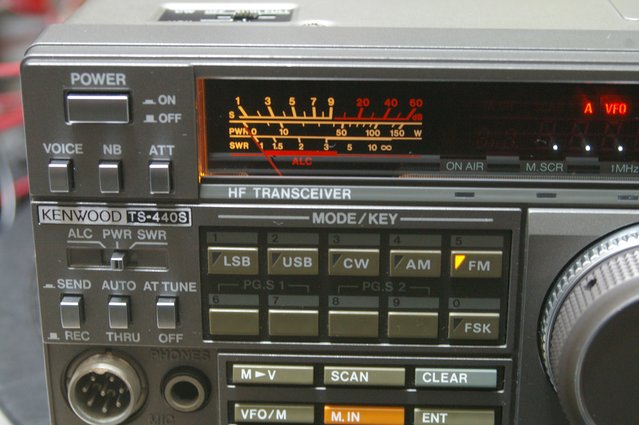 POWER
ON
OFF
VOICE NB ATT
S 1 3 5 7 9 20 40 60 dB
PWR 0 10 50 100 150 W
SWR 1 1.5 2 3 5 10 ∞
ALC
A VFO
ON AIR M.SCR 1MHz
HF TRANSCEIVER
KENWOOD TS-440S
MODE/KEY
ALC PWR SWR
1 2 3 4 5
LSB USB CW AM FM
SEND AUTO AT TUNE
PG.S 1 PG.S 2
6 7 8 9 0
FSK
REC THRU OFF
PHONES
MIC
M►V SCAN CLEAR
VFO/M M.IN ENT